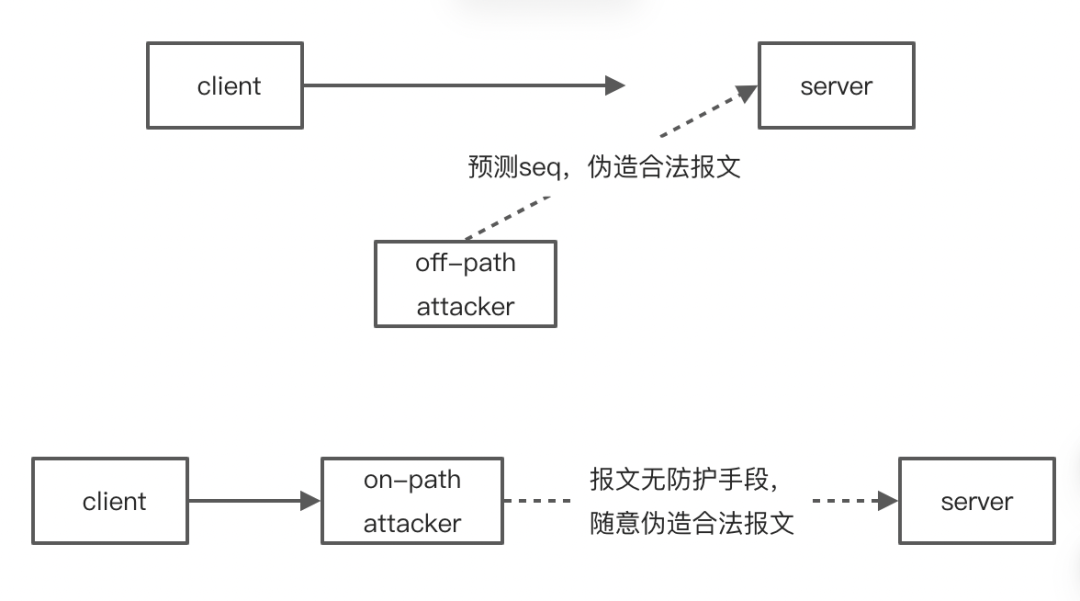 client
server
预测seq，伪造合法报文
off–path
attacker
client
on–path
attacker
报文无防护手段，
随意伪造合法报文
server